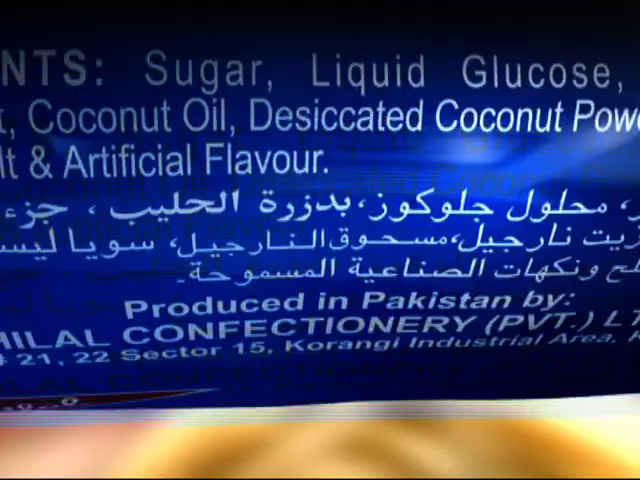 NTS: Sugar, Liquid Glucose,
Coconut Oil, Desiccated Coconut Pow
lt & Artificial Flavour.
محلول جلوكوز، بدزرة الحليب ، جزء
زيت نارجيل، مسحوق النارجيل، سويا ليس
ونكهات الصناعية المسموحة.
Produced in Pakistan by:
HILAL CONFECTIONERY (PVT.) LT
# 21, 22 Sector 15, Korangi Industrial Area,